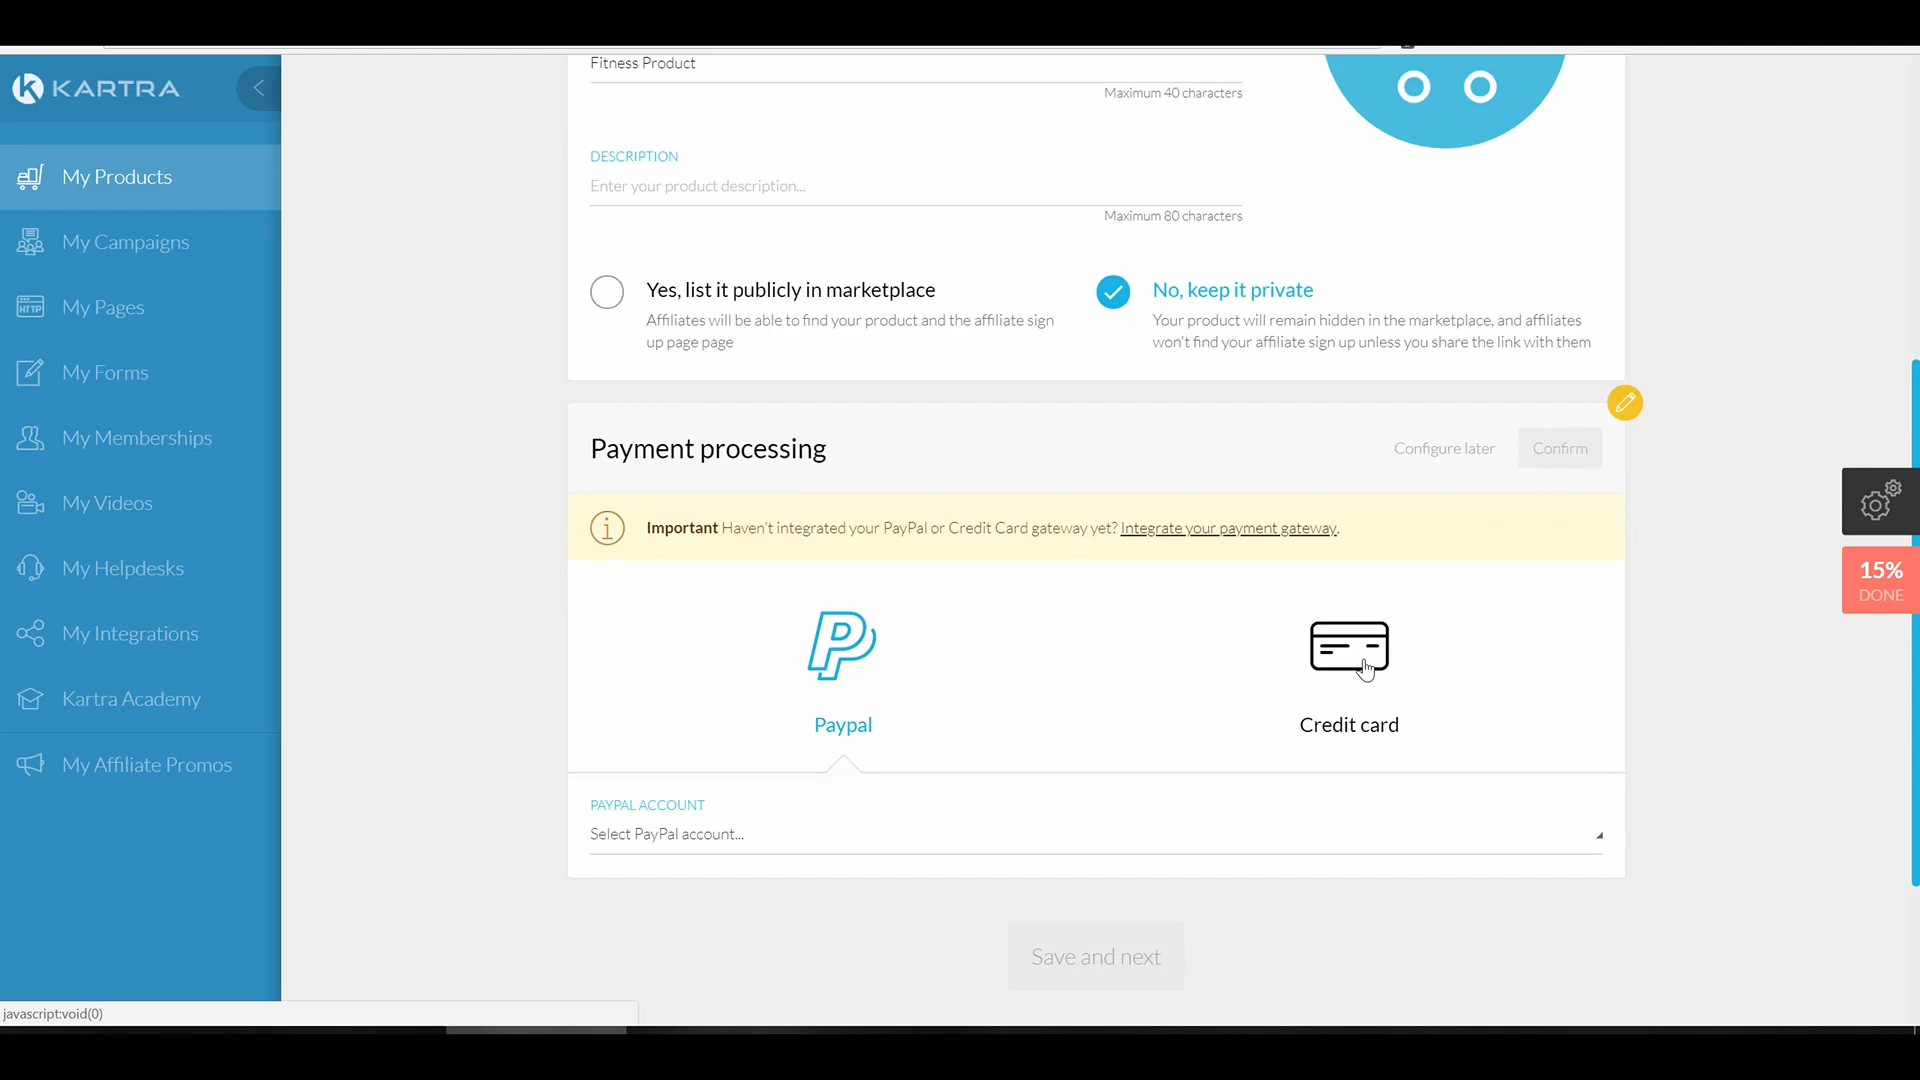 KARTRA
My Products
My Campaigns
HTTP
My Pages
My Forms
My Memberships
My Videos
My Helpdesks
My Integrations
Kartra Academy
My Affiliate Promos
Fitness Product
Maximum 40 characters
DESCRIPTION
Enter your product description...
Maximum 80 characters
Yes, list it publicly in marketplace
Affiliates will be able to find your product and the affiliate sign
up page page
No, keep it private
Your product will remain hidden in the marketplace, and affiliates
won't find your affiliate sign up unless you share the link with them
Payment processing
Configure later
Confirm
Important Haven't integrated your PayPal or Credit Card gateway yet? Integrate your payment gateway.
Paypal
Credit card
PAYPAL ACCOUNT
Select PayPal account...
Save and next
15%
DONE
javascript:void(0)